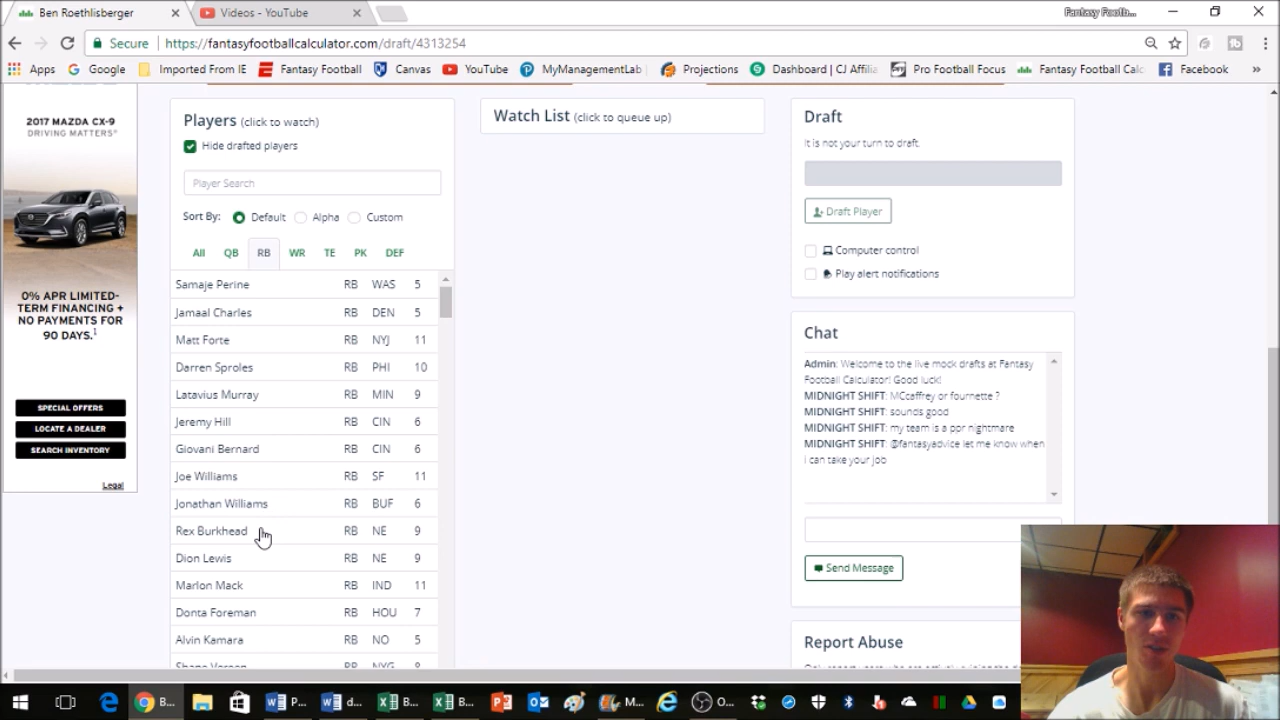 Ben Roethlisberger
Videos - YouTube
Fantasy Footb...
Secure
https://fantasyfootballcalculator.com/draft/4313254
Apps
Google
Imported From IE
Fantasy Football
Canvas
YouTube
MyManagementLab
Projections
Dashboard | CJ Affilia
Pro Football Focus
Fantasy Football Calc
Facebook
»
2017 MAZDA CX-9
DRIVING MATTERS®
0% APR LIMITED-
TERM FINANCING +
NO PAYMENTS FOR
90 DAYS.1
SPECIAL OFFERS
LOCATE A DEALER
SEARCH INVENTORY
Legal
Players (click to watch)
Hide drafted players
Player Search
Sort By: Default Alpha Custom
All QB RB WR TE PK DEF
Samaje Perine RB WAS 5
Jamaal Charles RB DEN 5
Matt Forte RB NYJ 11
Darren Sproles RB PHI 10
Latavius Murray RB MIN 9
Jeremy Hill RB CIN 6
Giovani Bernard RB CIN 6
Joe Williams RB SF 11
Jonathan Williams RB BUF 6
Rex Burkhead RB NE 9
Dion Lewis RB NE 9
Marlon Mack RB IND 11
Donta Foreman RB HOU 7
Alvin Kamara RB NO 5
Shane Vereen RB NYG 8
Watch List (click to queue up)
Draft
It is not your turn to draft.
Draft Player
Computer control
Play alert notifications
Chat
Admin: Welcome to the live mock drafts at Fantasy
Football Calculator! Good luck!
MIDNIGHT SHIFT: MCcaffrey or fournette ?
MIDNIGHT SHIFT: sounds good
MIDNIGHT SHIFT: my team is a ppr nightmare
MIDNIGHT SHIFT: @fantasyadvice let me know when
i can take your job
Send Message
Report Abuse
B...
P...
d...
B...
B...
M...
O...